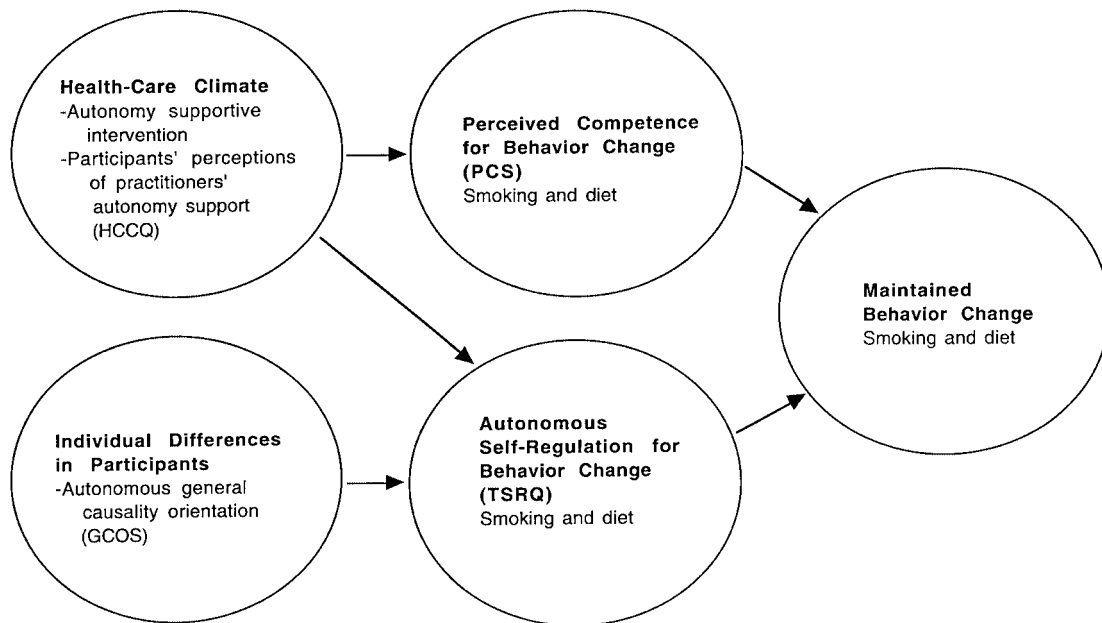 Health-Care Climate
-Autonomy supportive
intervention
-Participants' perceptions
of practitioners'
autonomy support
(HCCQ)
Perceived Competence
for Behavior Change
(PCS)
Smoking and diet
Maintained
Behavior Change
Smoking and diet
Individual Differences
in Participants
-Autonomous general
causality orientation
(GCOS)
Autonomous
Self-Regulation for
Behavior Change
(TSRQ)
Smoking and diet